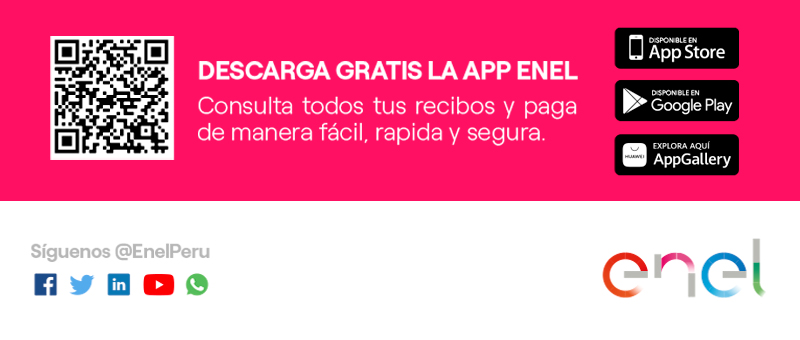 DESCARGA GRATIS LA APP ENEL
Consulta todos tus recibos y paga
de manera fácil, rapida y segura.
DISPONIBLE EN
App Store
DISPONIBLE EN
Google Play
EXPLORA AQUÍ
HUAWEI
AppGallery
Síguenos @EnelPeru
enel